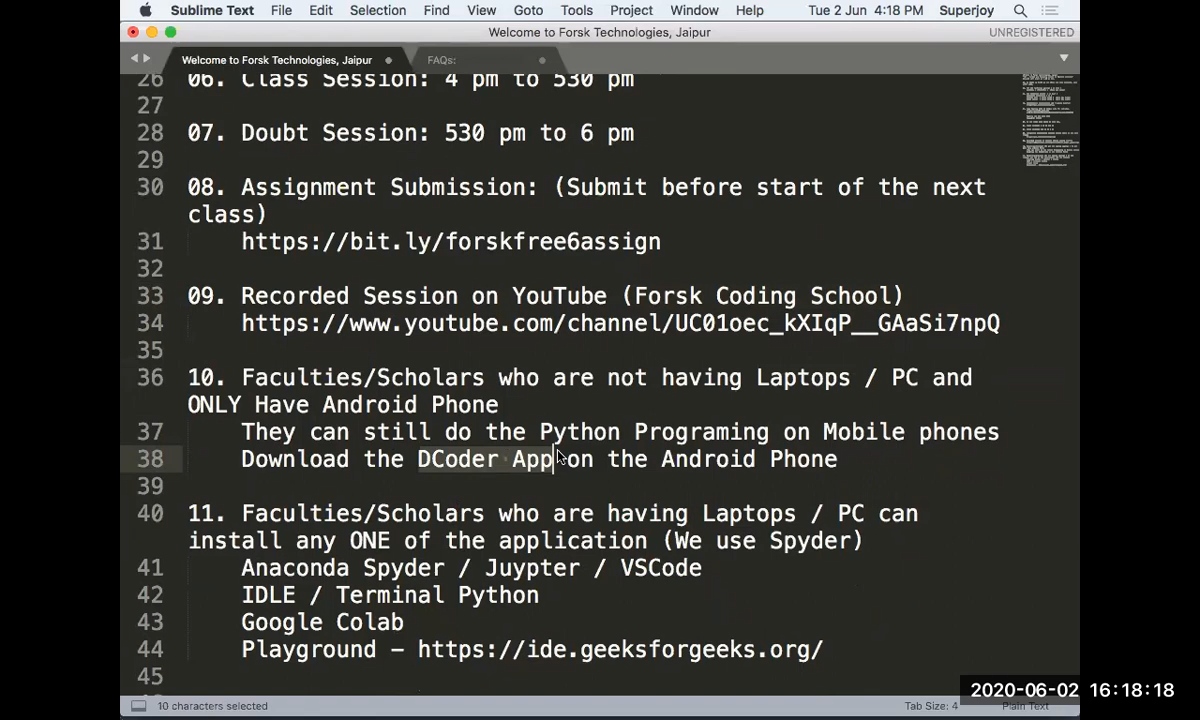 Sublime Text File Edit Selection Find View Goto Tools Project Window Help Tue 2 Jun 4:18 PM Superjoy
Welcome to Forsk Technologies, Jaipur UNREGISTERED
Welcome to Forsk Technologies, Jaipur FAQs:
26 06. Class Session: 4 pm to 530 pm
27
28 07. Doubt Session: 530 pm to 6 pm
29
30 08. Assignment Submission: (Submit before start of the next
class)
31 https://bit.ly/forskfree6assign
32
33 09. Recorded Session on YouTube (Forsk Coding School)
34 https://www.youtube.com/channel/UC01oec_kXIqP__GAaSi7npQ
35
36 10. Faculties/Scholars who are not having Laptops / PC and
ONLY Have Android Phone
37 They can still do the Python Programing on Mobile phones
38 Download the DCoder App on the Android Phone
39
40 11. Faculties/Scholars who are having Laptops / PC can
install any ONE of the application (We use Spyder)
41 Anaconda Spyder / Juypter / VSCode
42 IDLE / Terminal Python
43 Google Colab
44 Playground – https://ide.geeksforgeeks.org/
45
2020-06-02 16:18:18
10 characters selected Tab Size: 4 Plain Text